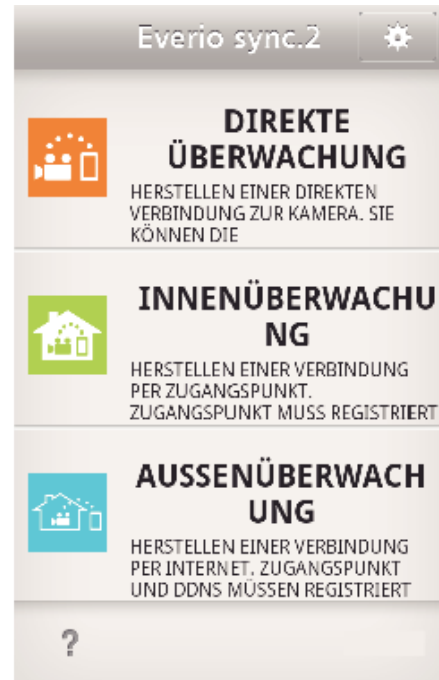 Everio sync.2
DIREKTE
ÜBERWACHUNG
HERSTELLEN EINER DIREKTEN
VERBINDUNG ZUR KAMERA. SIE
KÖNNEN DIE
INNENÜBERWACHU
NG
HERSTELLEN EINER VERBINDUNG
PER ZUGANGSPUNKT.
ZUGANGSPUNKT MUSS REGISTRIERT
AUSSENÜBERWACH
UNG
HERSTELLEN EINER VERBINDUNG
PER INTERNET. ZUGANGSPUNKT
UND DDNS MÜSSEN REGISTRIERT
?